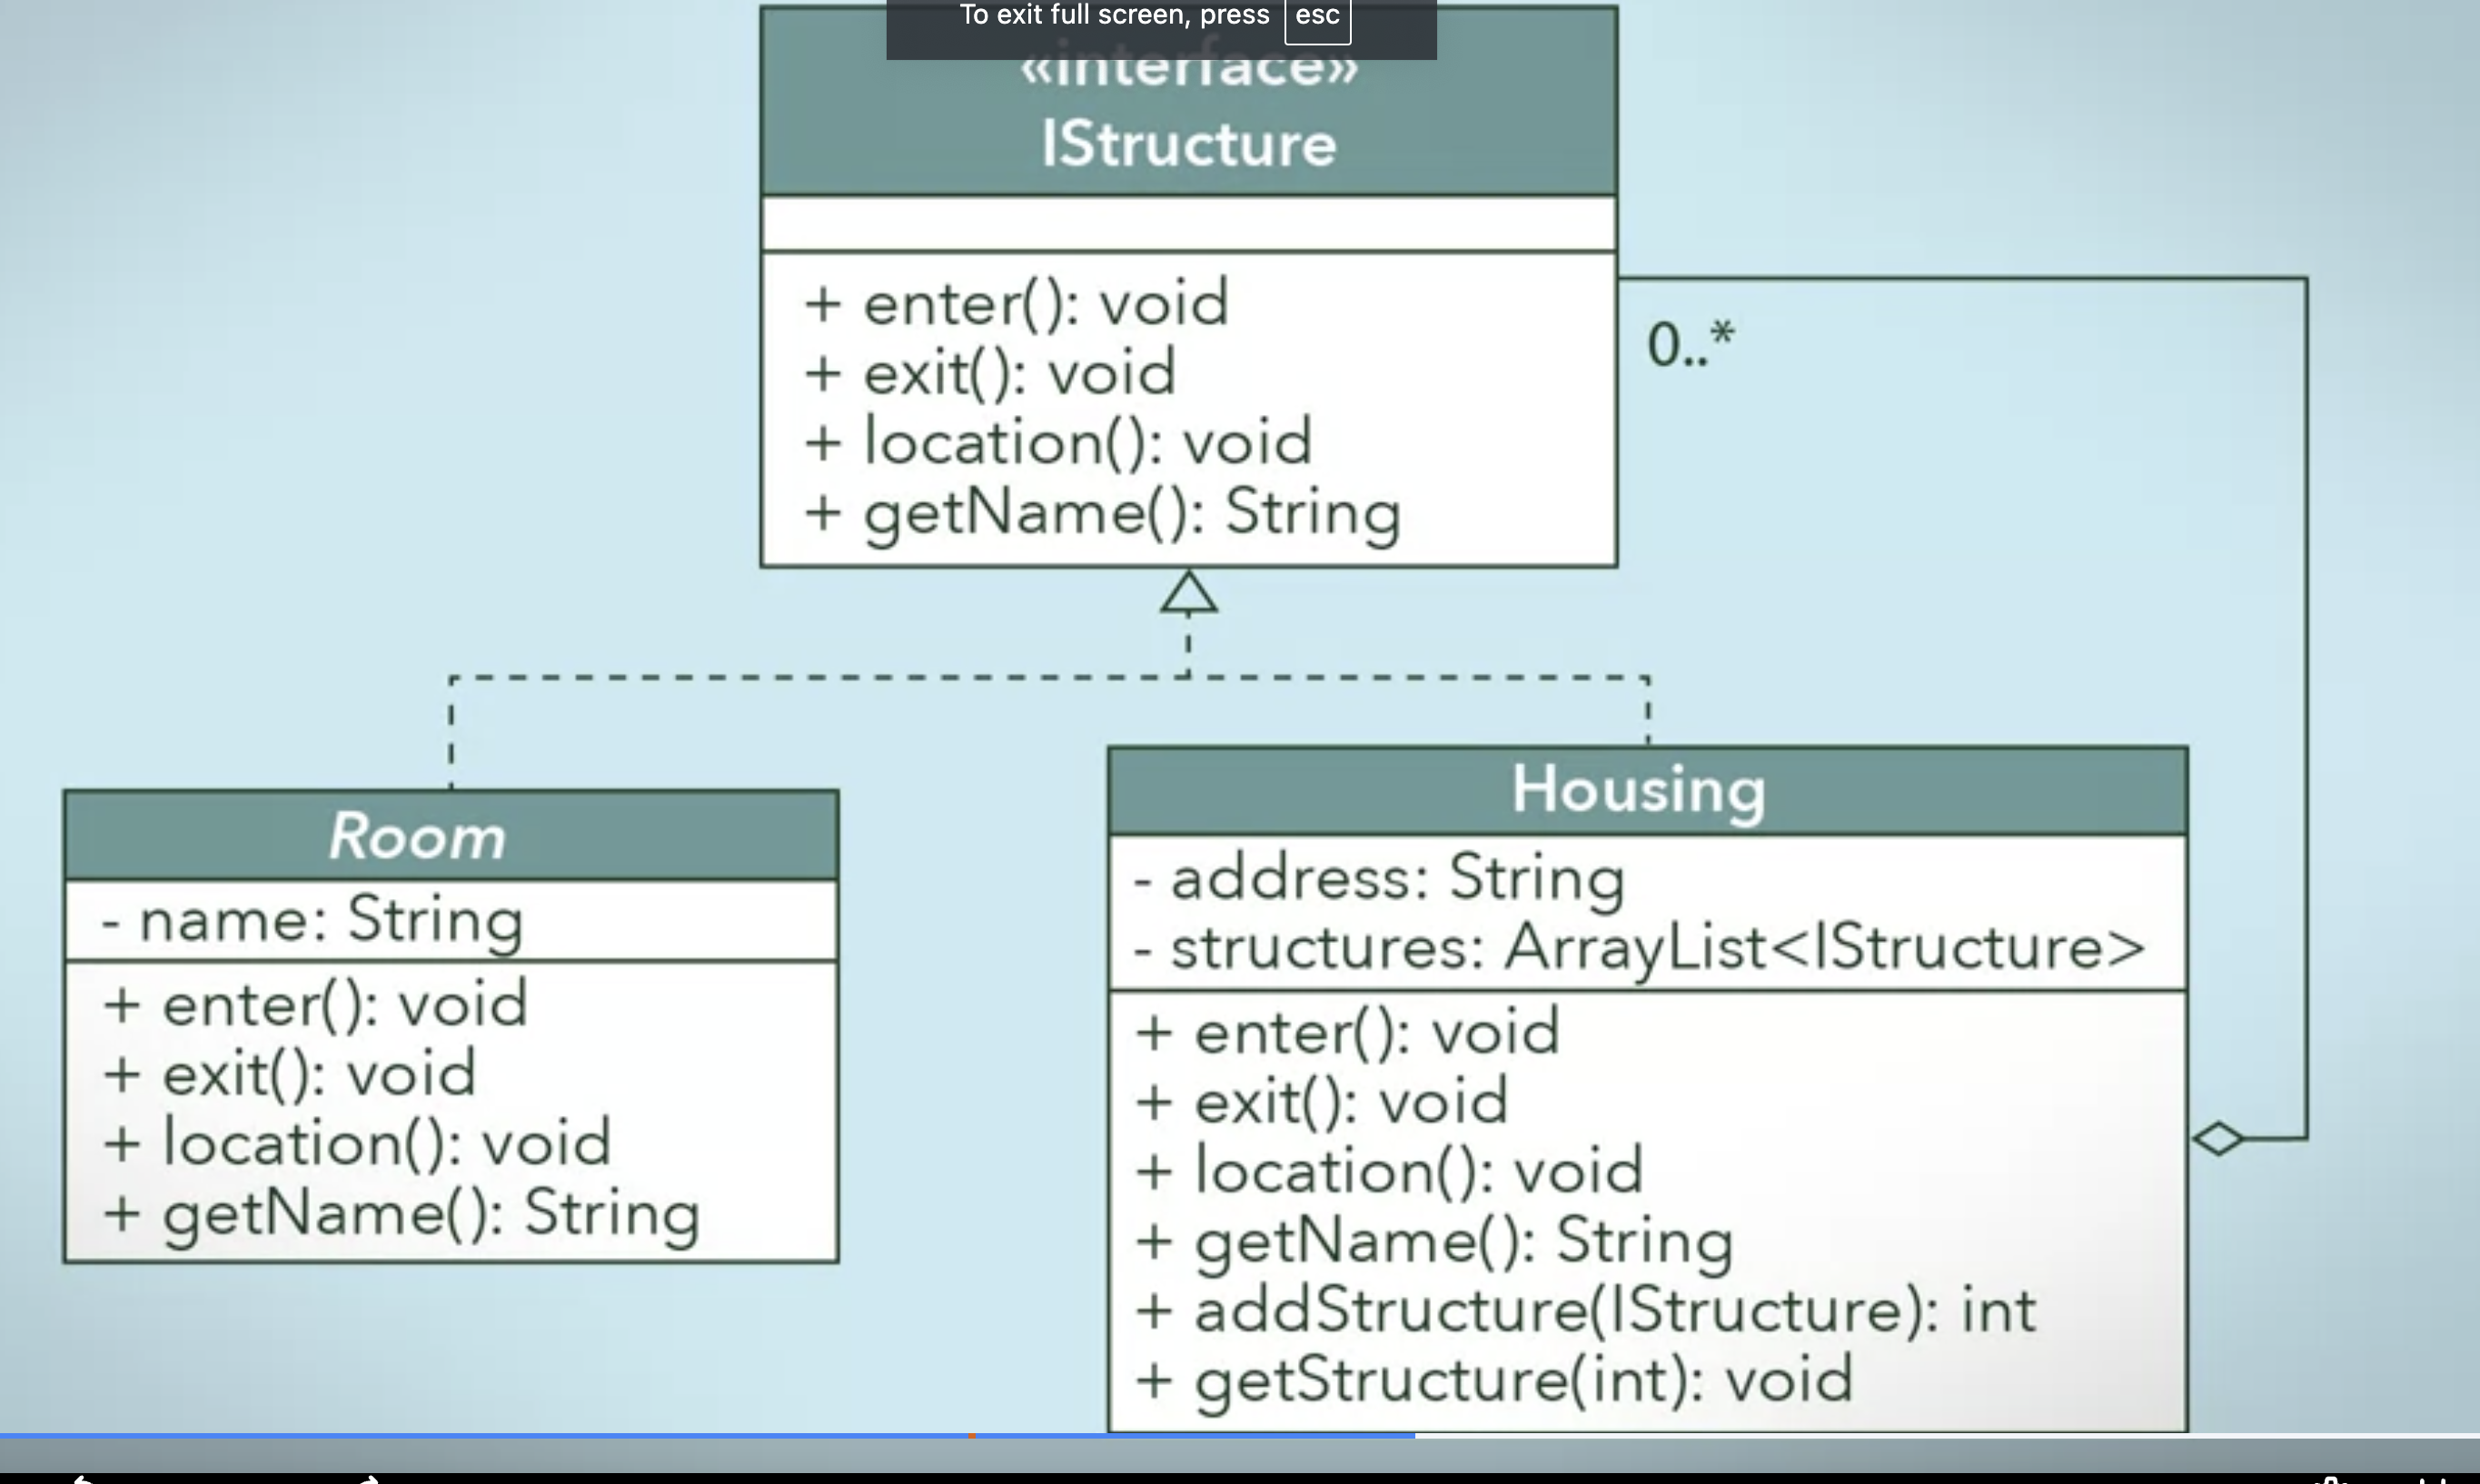 To exit full screen, press esc
«interface»
IStructure
+ enter(): void
+ exit(): void
+ location(): void
+ getName(): String
0..*
Room
- name: String
+ enter(): void
+ exit(): void
+ location(): void
+ getName(): String
Housing
- address: String
- structures: ArrayList<IStructure>
+ enter(): void
+ exit(): void
+ location(): void
+ getName(): String
+ addStructure(IStructure): int
+ getStructure(int): void